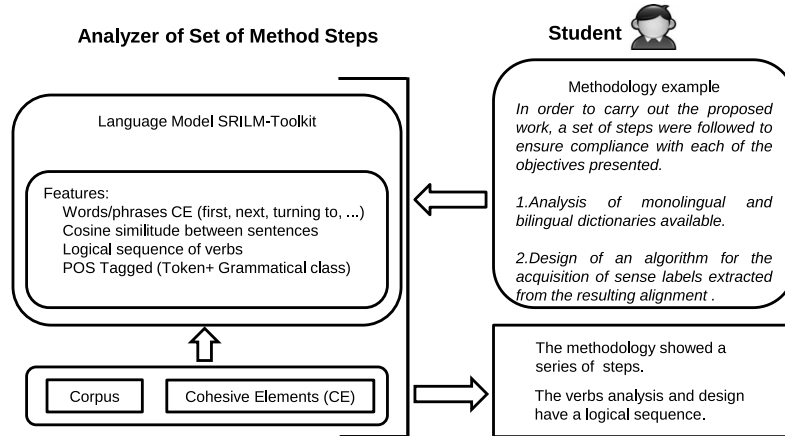 Analyzer of Set of Method Steps
Language Model SRILM-Toolkit
Features:
Words/phrases CE (first, next, turning to, ...)
Cosine similitude between sentences
Logical sequence of verbs
POS Tagged (Token+ Grammatical class)
Corpus
Cohesive Elements (CE)
Student
Methodology example
In order to carry out the proposed
work, a set of steps were followed to
ensure compliance with each of the
objectives presented.
1.Analysis of monolingual and
bilingual dictionaries available.
2.Design of an algorithm for the
acquisition of sense labels extracted
from the resulting alignment .
The methodology showed a
series of steps.
The verbs analysis and design
have a logical sequence.